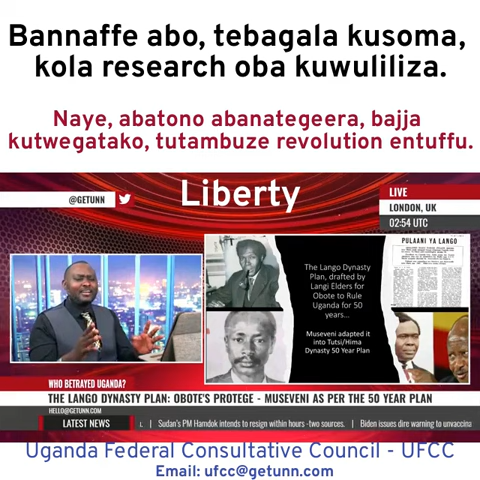 Bannaffe abo, tebagala kusoma,
kola research oba kuwuliliza.
Naye, abatono abanategeera, bajja
kutwegatako, tutambuze revolution entuffu.
@GETUNN
Liberty
LIVE
LONDON, UK
02:54 UTC
PULAANI YA LANGO
The Lango Dynasty
Plan, drafted by
Langi Elders for
Obote to Rule
Uganda for 50
years...
Museveni adapted it
into Tutsi/Hima
Dynasty 50 Year Plan
WHO BETRAYED UGANDA?
THE LANGO DYNASTY PLAN: OBOTE'S PROTEGE - MUSEVENI AS PER THE 50 YEAR PLAN
HELLO@GETUNN.COM
LATEST NEWS
L | Sudan's PM Hamdok intends to resign within hours -two sources. | Biden issues dire warning to unvaccina
Uganda Federal Consultative Council - UFCC
Email: ufcc@getunn.com